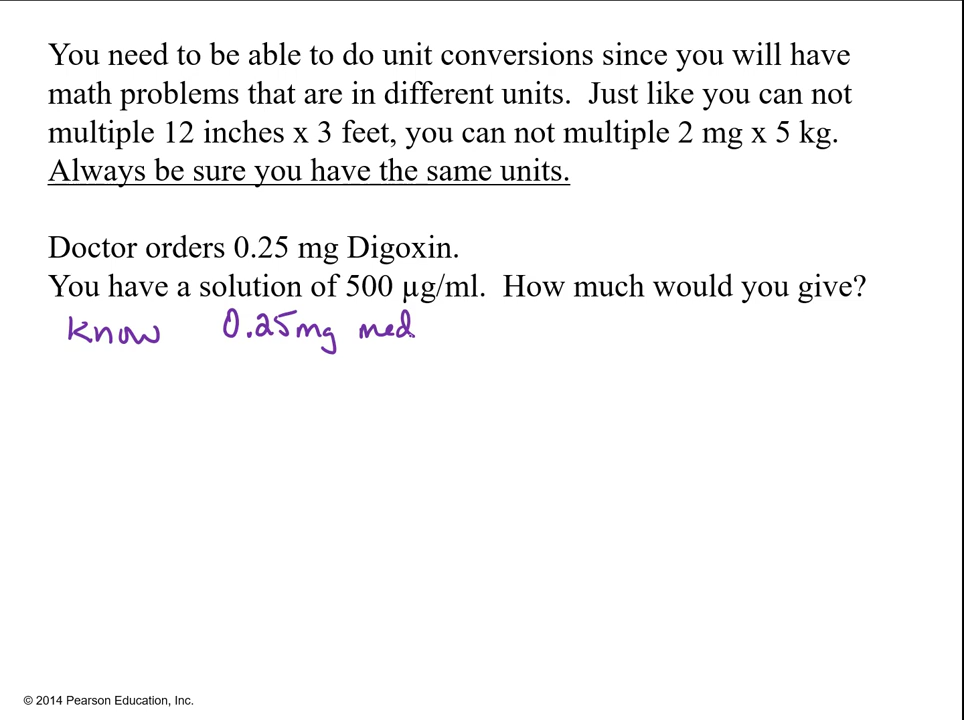 You need to be able to do unit conversions since you will have
math problems that are in different units.  Just like you can not
multiple 12 inches x 3 feet, you can not multiple 2 mg x 5 kg.
Always be sure you have the same units.
Doctor orders 0.25 mg Digoxin.
You have a solution of 500 µg/ml.  How much would you give?
know 0.25mg med
© 2014 Pearson Education, Inc.